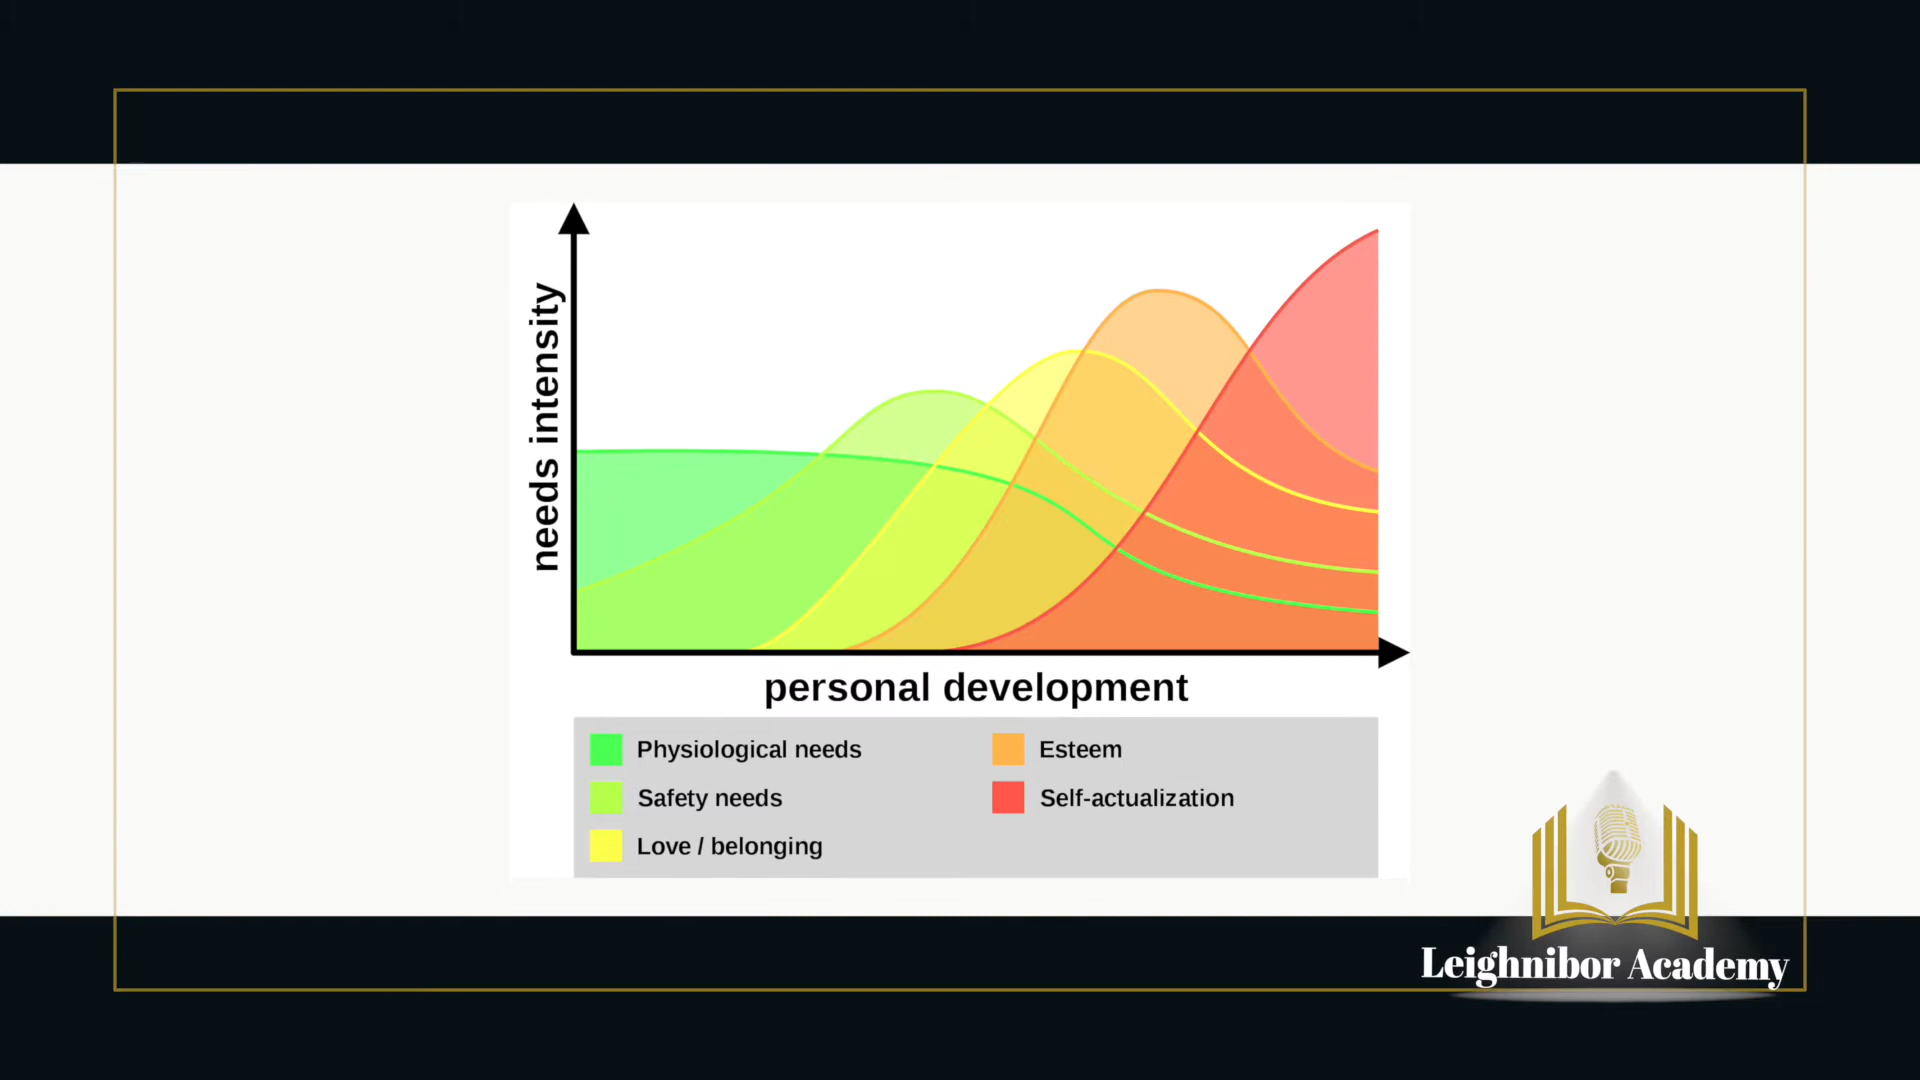 needs intensity
personal development
Physiological needs
Esteem
Safety needs
Self-actualization
Love / belonging
Leighnibor Academy